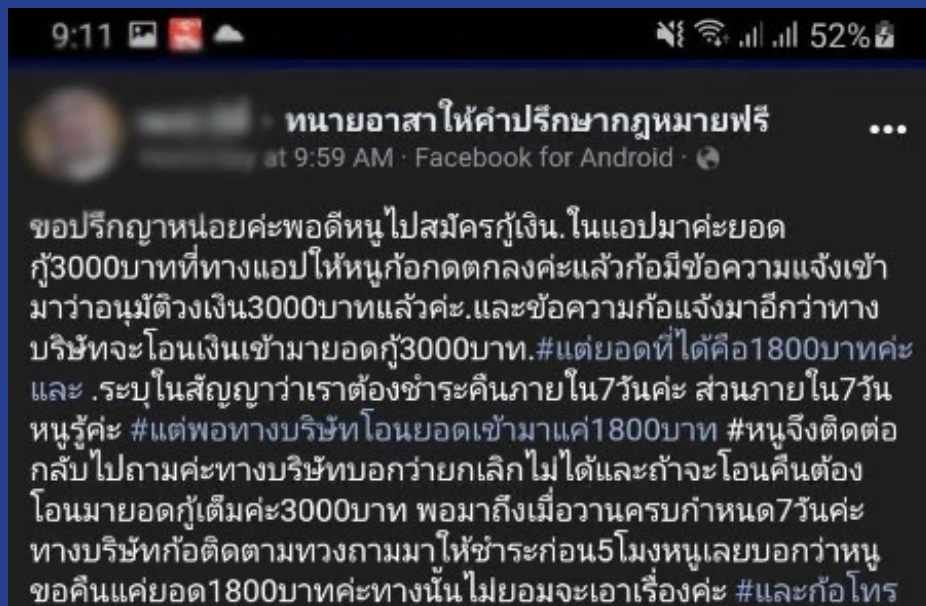 9:11 52%
ทนายอาสาให้คำปรึกษากฎหมายฟรี
at 9:59 AM · Facebook for Android ·
ขอปรึกญาหน่อยค่ะพอดีหนูไปสมัครกู้เงิน.ในแอปมาค่ะยอด
กู้3000บาทที่ทางแอปให้หนูก้อกดตกลงค่ะแล้วก้อมีข้อความแจ้งเข้า
มาว่าอนุมัติวงเงิน3000บาทแล้วค่ะ.และข้อความก้อแจ้งมาอีกว่าทาง
บริษัทจะโอนเงินเข้ามายอดกู้3000บาท.#แต่ยอดที่ได้คือ1800บาทค่ะ
และ .ระบุในสัญญาว่าเราต้องชำระคืนภายใน7วันค่ะ ส่วนภายใน7วัน
หนูรู้ค่ะ #แต่พอทางบริษัทโอนยอดเข้ามาแค่1800บาท #หนูจึงติดต่อ
กลับไปถามค่ะทางบริษัทบอกว่ายกเลิกไม่ได้และถ้าจะโอนคืนต้อง
โอนมายอดกู้เต็มค่ะ3000บาท พอมาถึงเมื่อวานครบกำหนด7วันค่ะ
ทางบริษัทก้อติดตามทวงถามมาให้ชำระก่อน5โมงหนูเลยบอกว่าหนู
ขอคืนแค่ยอด1800บาทค่ะทางนั้นไม่ยอมจะเอาเรื่องค่ะ #และก้อโทร